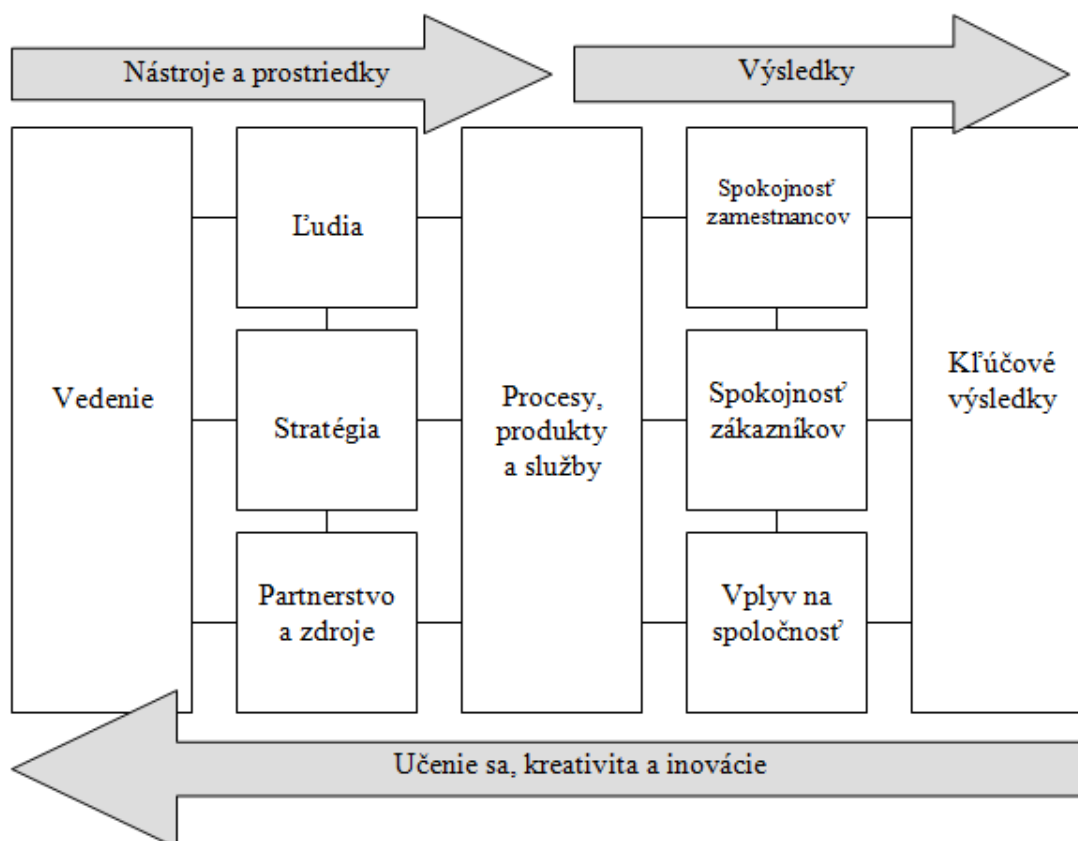 Nástroje a prostriedky
Výsledky
Vedenie
Ľudia
Stratégia
Partnerstvo
a zdroje
Procesy,
produkty
a služby
Spokojnosť
zamestnancov
Spokojnosť
zákazníkov
Vplyv na
spoločnosť
Kľúčové
výsledky
Učenie sa, kreativita a inovácie